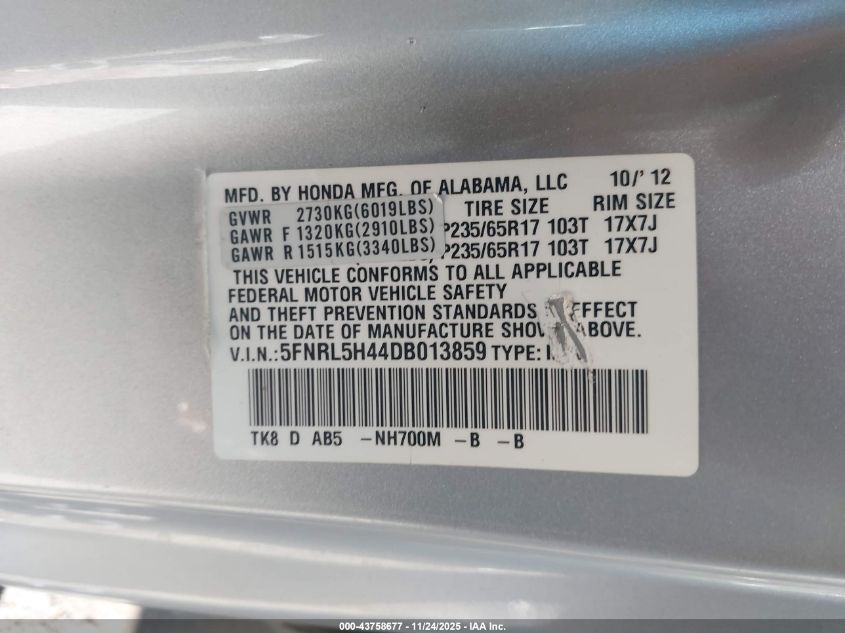 MFD. BY HONDA MFG. OF ALABAMA, LLC 10/' 12
GVWR 2730KG(6019LBS) TIRE SIZE RIM SIZE
GAWR F 1320KG(2910LBS) P235/65R17 103T 17X7J
GAWR R 1515KG(3340LBS) P235/65R17 103T 17X7J
THIS VEHICLE CONFORMS TO ALL APPLICABLE
FEDERAL MOTOR VEHICLE SAFETY
AND THEFT PREVENTION STANDARDS EFFECT
ON THE DATE OF MANUFACTURE ABOVE.
V.I.N.:5FNRL5H44DB013859 TYPE:
TK8 D AB5 -NH700M -B -B
000-43758677 - 11/24/2025 - IAA Inc.